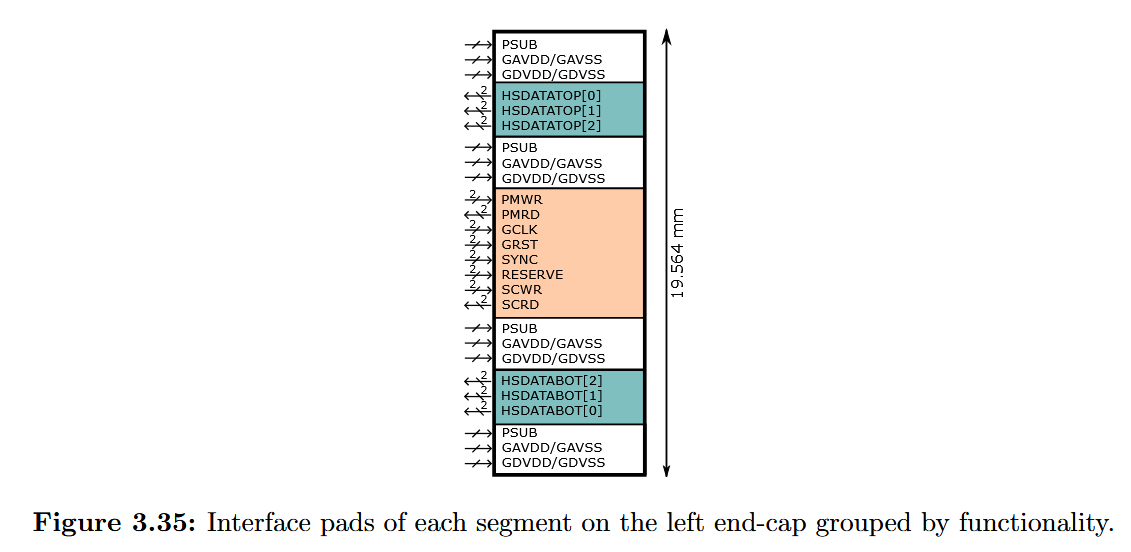 PSUB
GAVDD/GAVSS
GDVDD/GDVSS
2 HSDATATOP[0]
2 HSDATATOP[1]
2 HSDATATOP[2]
PSUB
GAVDD/GAVSS
GDVDD/GDVSS
2 PMWR
2 PMRD
2 GCLK
2 GRST
2 SYNC
2 RESERVE
2 SCWR
2 SCRD
PSUB
GAVDD/GAVSS
GDVDD/GDVSS
2 HSDATABOT[2]
2 HSDATABOT[1]
2 HSDATABOT[0]
PSUB
GAVDD/GAVSS
GDVDD/GDVSS
19.564 mm
Figure 3.35: Interface pads of each segment on the left end-cap grouped by functionality.